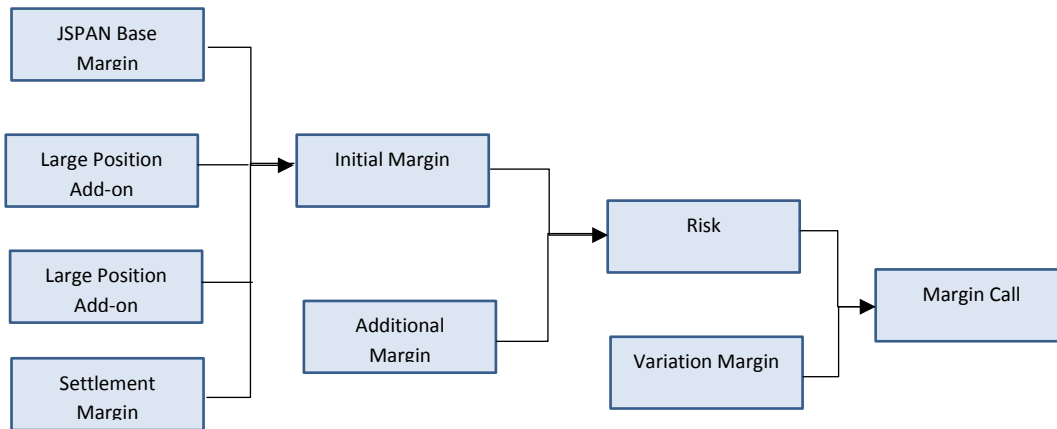 JSPAN Base
Margin
Large Position
Add-on
Large Position
Add-on
Settlement
Margin
Initial Margin
Additional
Margin
Risk
Variation Margin
Margin Call